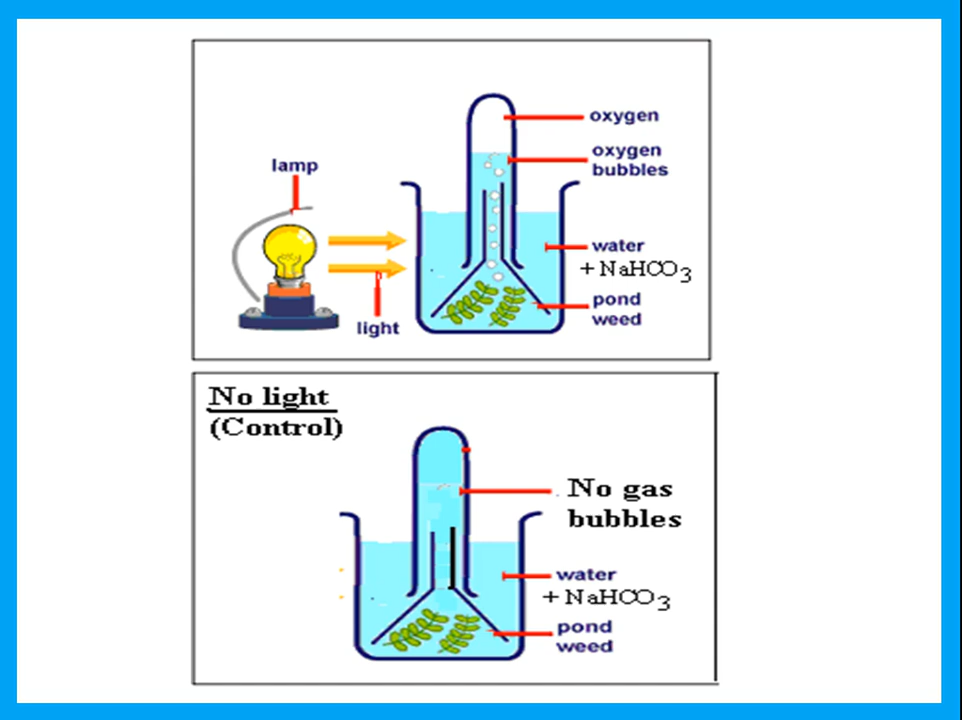 oxygen
oxygen
bubbles
lamp
water
+ NaHCO3
pond
weed
light
No light
(Control)
No gas
bubbles
water
+ NaHCO3
pond
weed